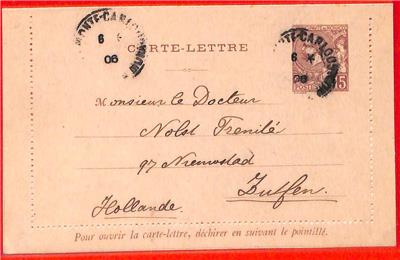 MONTE-CARLO
6 *
06
CARTE-LETTRE
MONTE-CARLO
6 *
06
15
POSTES
Monsieur le Docteur
Nolst Trenité
97 Nieuwstad
Zutfen.
Hollande
Pour ouvrir la carte-lettre, déchirer en suivant le pointillé.